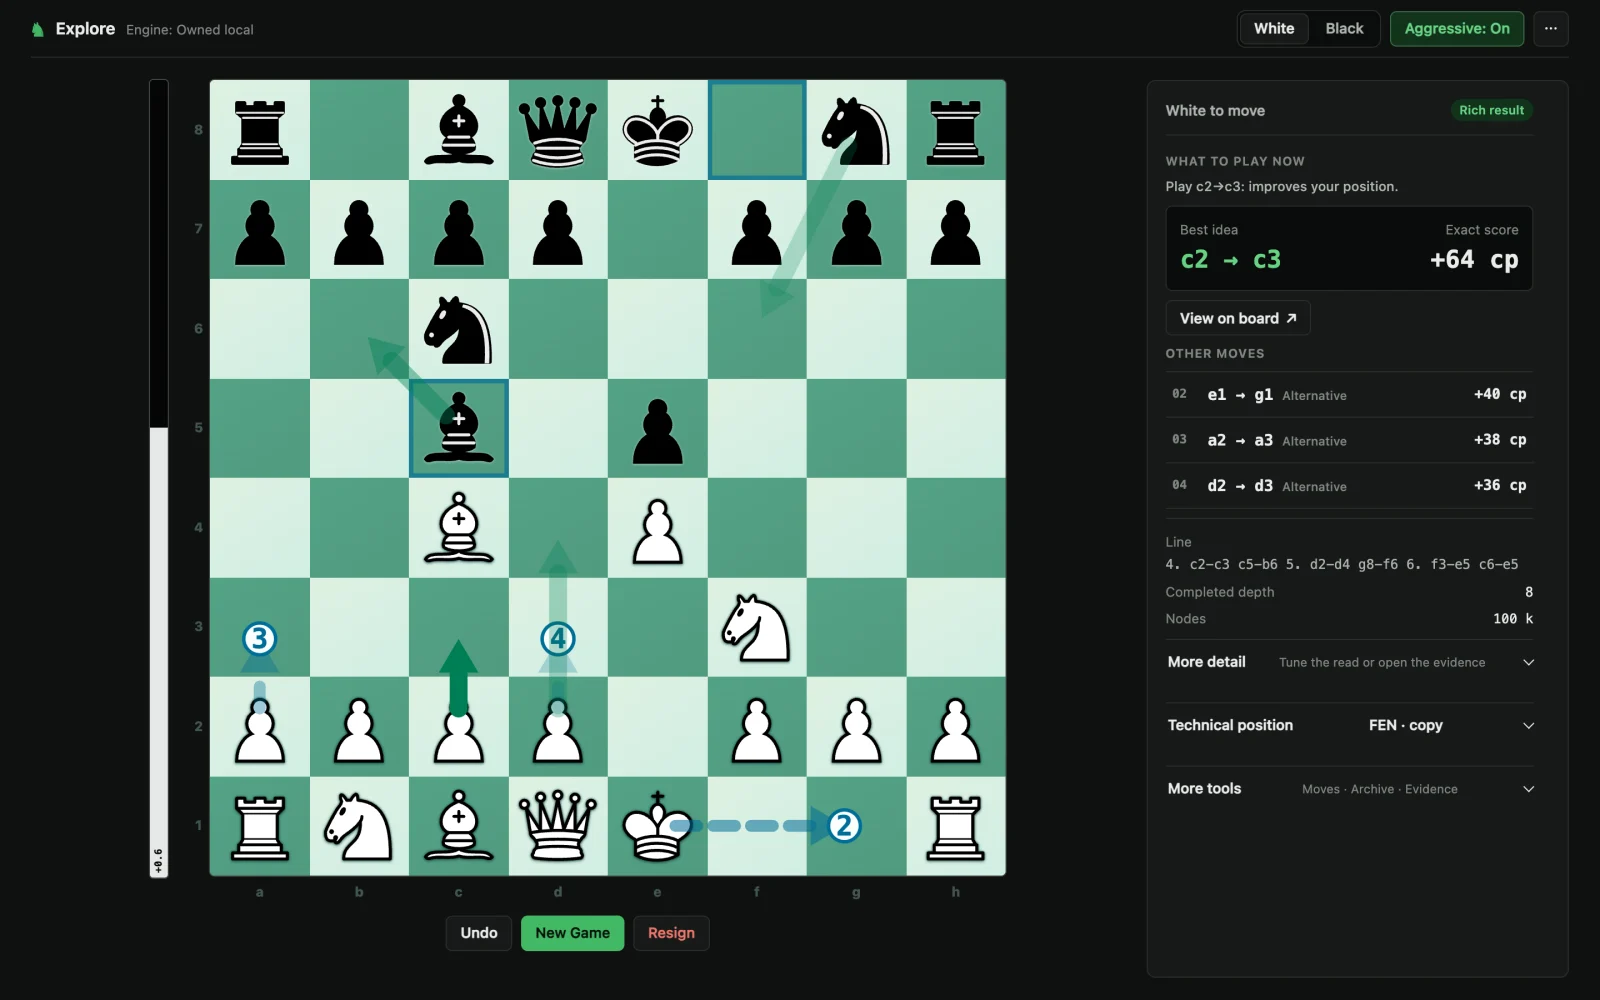 Explore Engine: Owned local
White Black Aggressive: On ...
8
7
6
5
4
3
2
1
a b c d e f g h
+0.6
3
4
2
Undo New Game Resign
White to move Rich result
WHAT TO PLAY NOW
Play c2→c3: improves your position.
Best idea Exact score
c2 → c3 +64 cp
View on board ↗
OTHER MOVES
02 e1 → g1 Alternative +40 cp
03 a2 → a3 Alternative +38 cp
04 d2 → d3 Alternative +36 cp
Line
4. c2–c3 c5–b6 5. d2–d4 g8–f6 6. f3–e5 c6–e5
Completed depth 8
Nodes 100 k
More detail Tune the read or open the evidence
Technical position FEN · copy
More tools Moves · Archive · Evidence